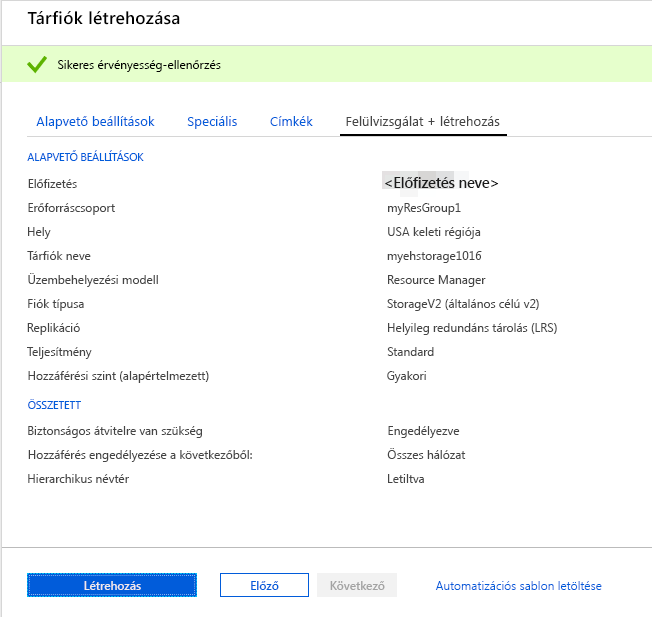 Tárfiók létrehozása
Sikeres érvényesség-ellenőrzés
Alapvető beállítások Speciális Címkék Felülvizsgálat + létrehozás
ALAPVETŐ BEÁLLÍTÁSOK
Előfizetés <Előfizetés neve>
Erőforráscsoport myResGroup1
Hely USA keleti régiója
Tárfiók neve myehstorage1016
Üzembehelyezési modell Resource Manager
Fiók típusa StorageV2 (általános célú v2)
Replikáció Helyileg redundáns tárolás (LRS)
Teljesítmény Standard
Hozzáférési szint (alapértelmezett) Gyakori
ÖSSZETETT
Biztonságos átvitelre van szükség Engedélyezve
Hozzáférés engedélyezése a következőből: Összes hálózat
Hierarchikus névtér Letiltva
Létrehozás Előző Következő Automatizációs sablon letöltése